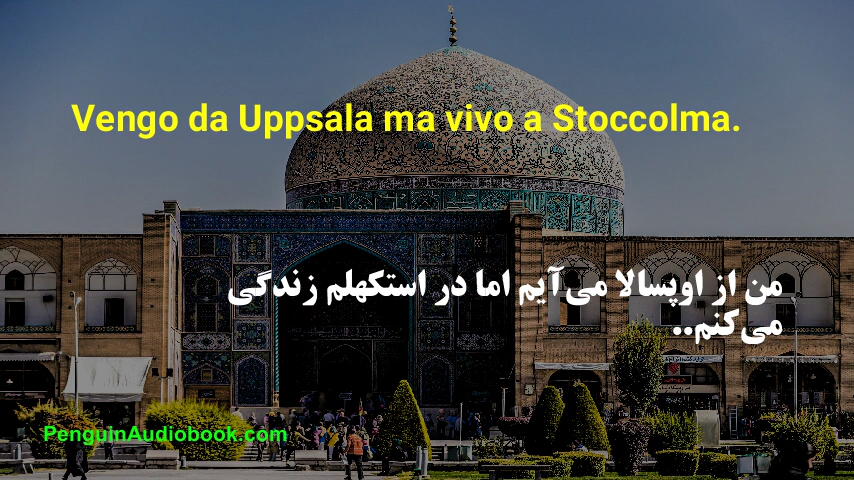 Vengo da Uppsala ma vivo a Stoccolma.
من از اوپسالا می‌آیم اما در استکهلم زندگی
می‌کنم..
PenguinAudiobook.com